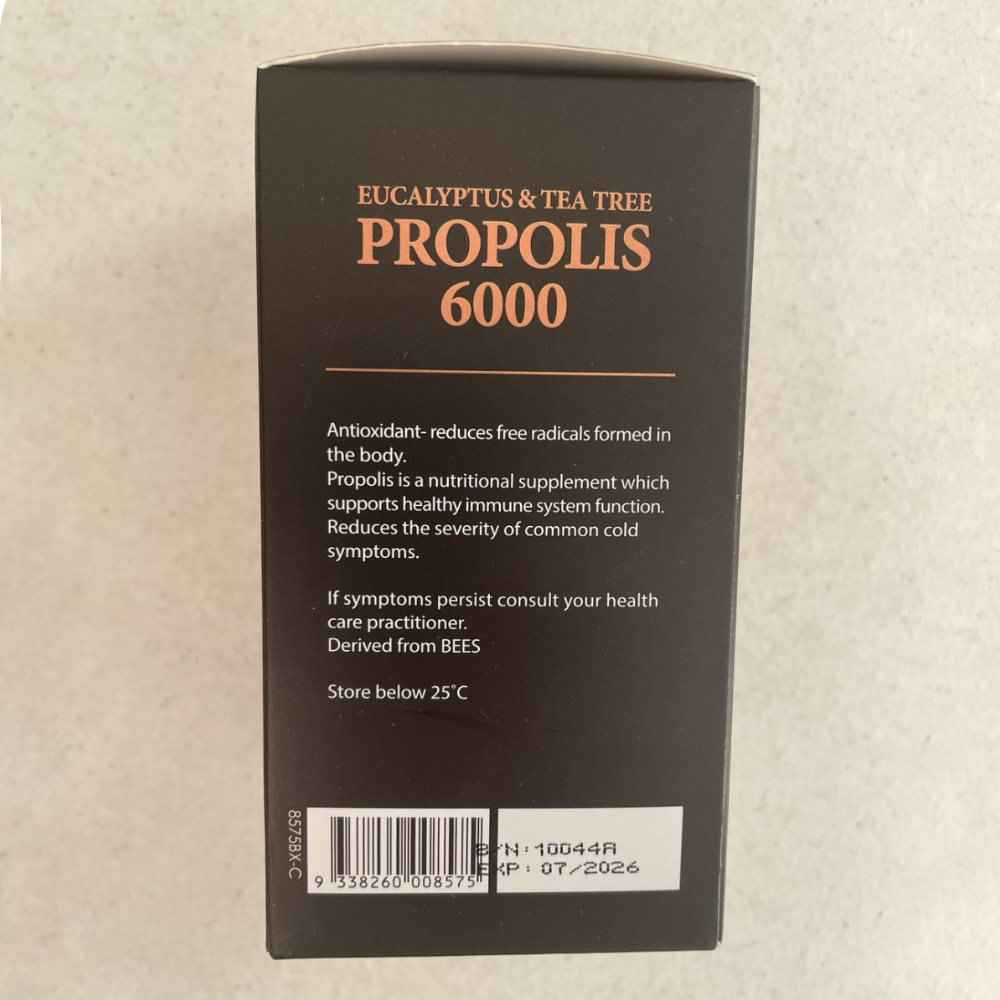 EUCALYPTUS & TEA TREE
PROPOLIS
6000
Antioxidant- reduces free radicals formed in
the body.
Propolis is a nutritional supplement which
supports healthy immune system function.
Reduces the severity of common cold
symptoms.
If symptoms persist consult your health
care practitioner.
Derived from BEES
Store below 25°C
8575BX-C
9 338260 008575
B/N: 10044A
EXP: 07/2026